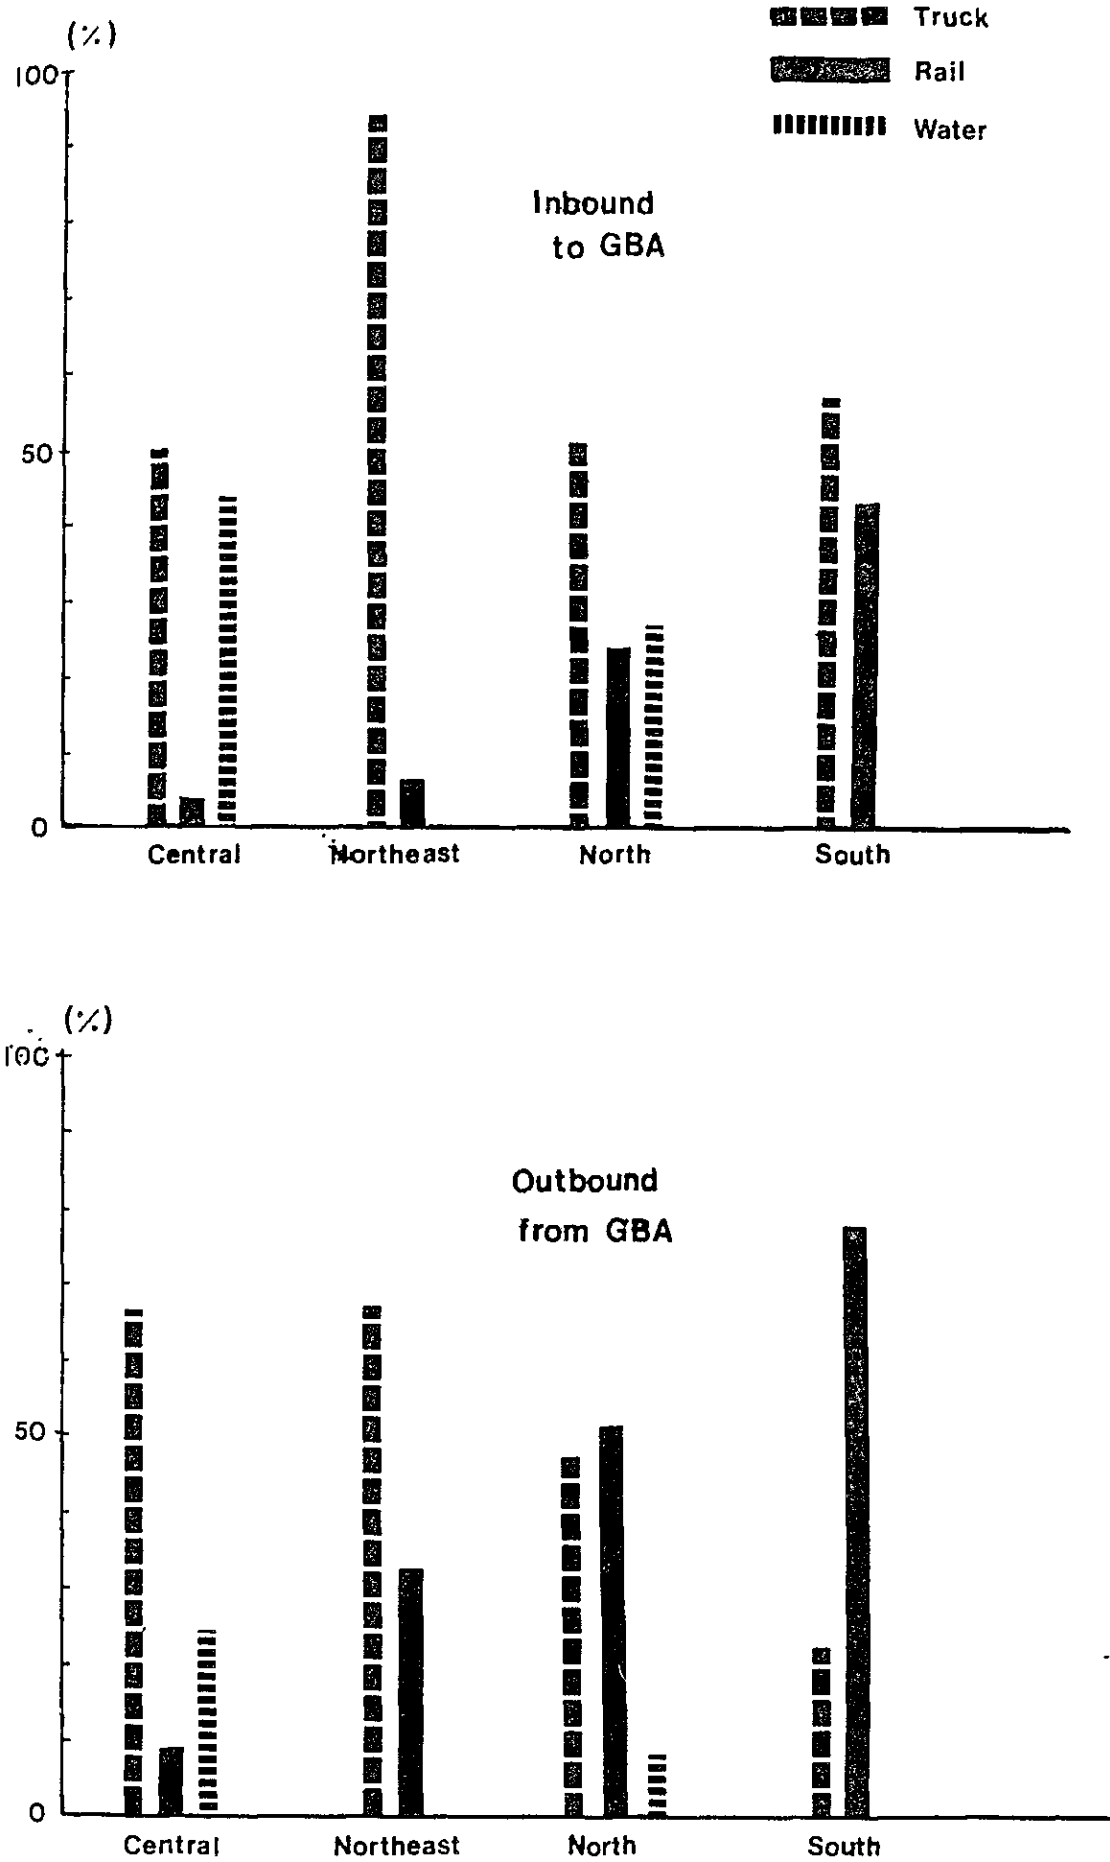 Truck
(%)
100
Rail
Water
Inbound
to GBA
50
0
Central
Northeast
North
South
(%)
100
Outbound
from GBA
50
0
Central
Northeast
North
South